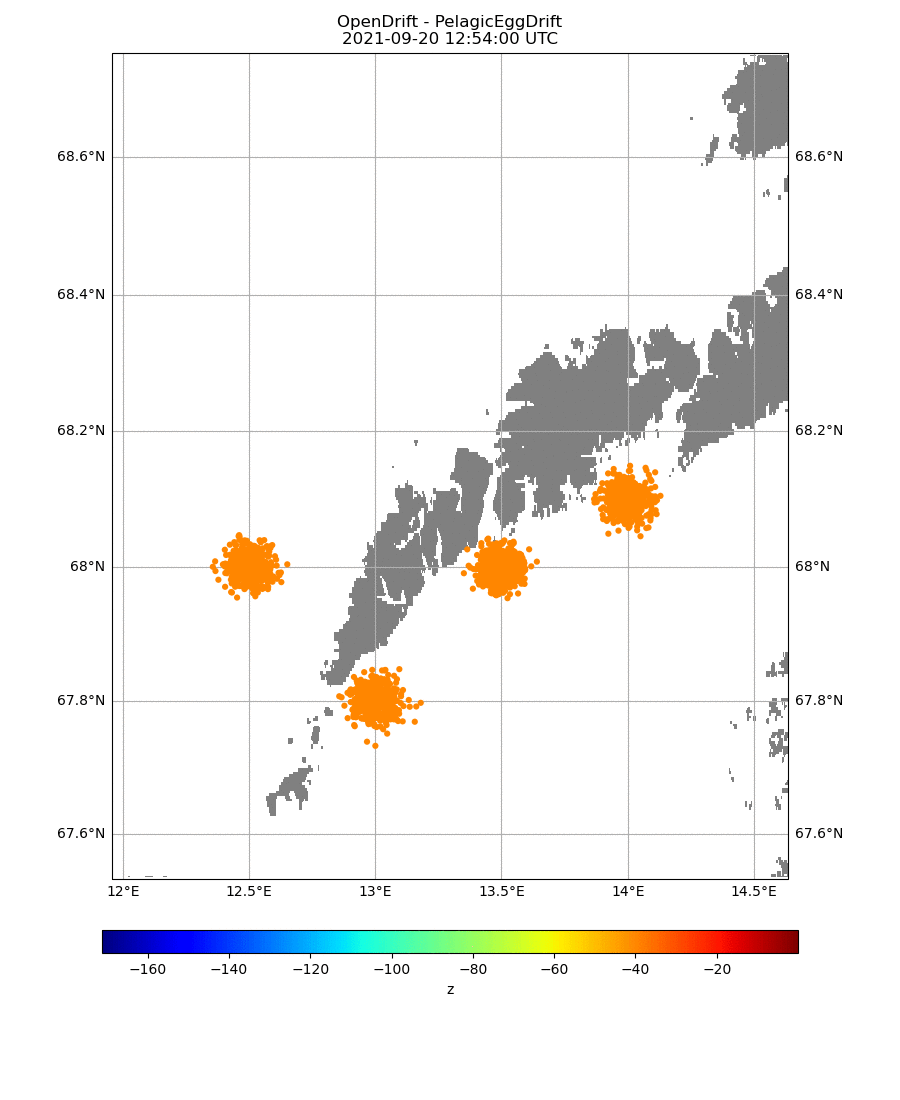 OpenDrift - PelagicEggDrift
2021-09-20 12:54:00 UTC
68.6°N 68.6°N
68.4°N 68.4°N
68.2°N 68.2°N
68°N 68°N
67.8°N 67.8°N
67.6°N 67.6°N
12°E 12.5°E 13°E 13.5°E 14°E 14.5°E
−160 −140 −120 −100 −80 −60 −40 −20
z